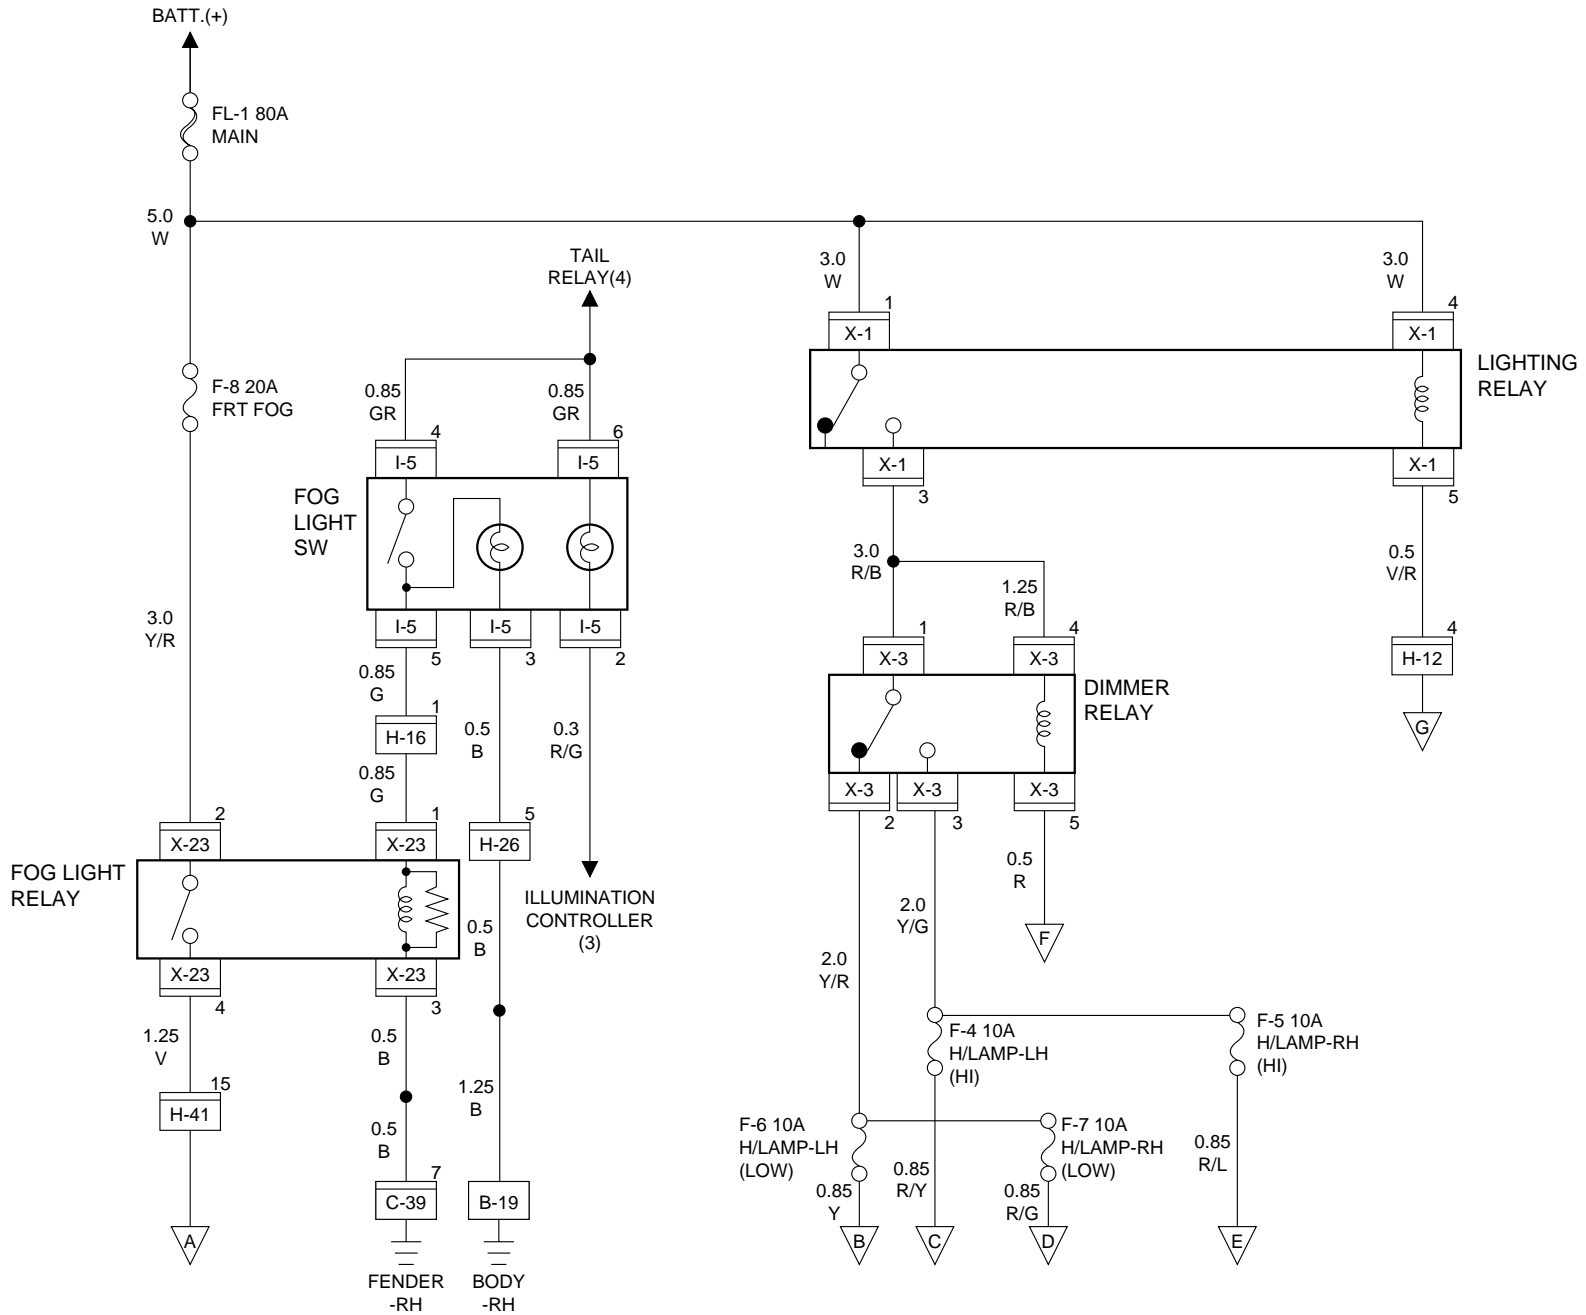 BATT.(+)
FL-1 80A
MAIN
5.0
W
TAIL
RELAY(4)
3.0
W
3.0
W
1
X-1
4
X-1
LIGHTING
RELAY
F-8 20A
FRT FOG
0.85
GR
0.85
GR
4
I-5
6
I-5
FOG
LIGHT
SW
X-1
3
X-1
5
3.0
R/B
1.25
R/B
0.5
V/R
3.0
Y/R
I-5
5
I-5
3
I-5
2
1
X-3
4
X-3
4
H-12
0.85
G
1
H-16
0.5
B
0.3
R/G
DIMMER
RELAY
G
0.85
G
X-3
2
X-3
3
X-3
5
2
X-23
1
X-23
5
H-26
FOG LIGHT
RELAY
0.5
R
ILLUMINATION
CONTROLLER
(3)
0.5
B
2.0
Y/G
F
2.0
Y/R
X-23
4
X-23
3
1.25
V
0.5
B
F-4 10A
H/LAMP-LH
(HI)
F-5 10A
H/LAMP-RH
(HI)
15
H-41
1.25
B
0.5
B
F-6 10A
H/LAMP-LH
(LOW)
F-7 10A
H/LAMP-RH
(LOW)
0.85
R/L
7
C-39
B-19
0.85
Y
0.85
R/Y
0.85
R/G
A
B
C
D
E
FENDER
-RH
BODY
-RH